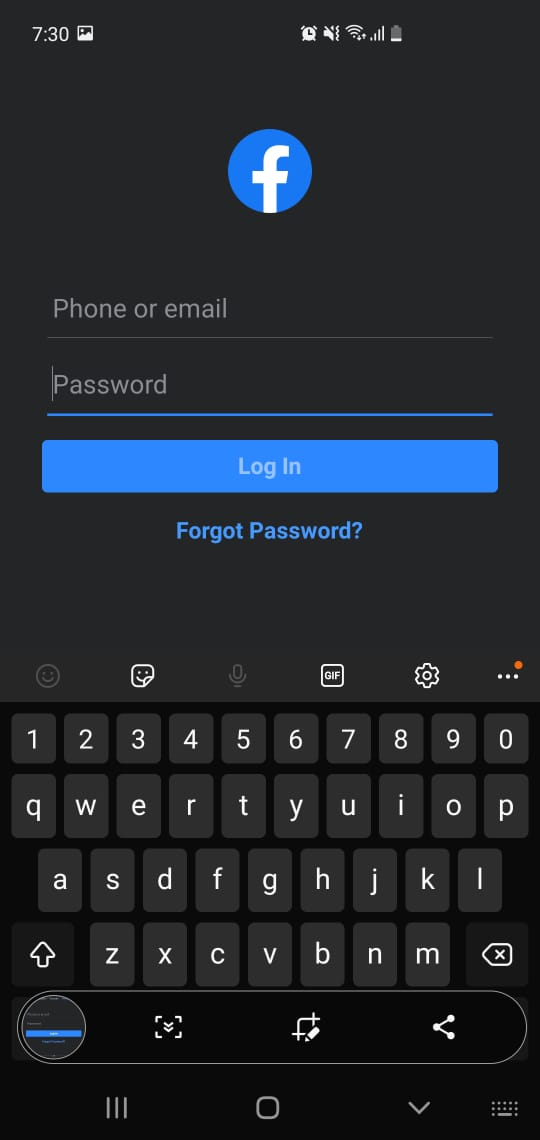 7:30
Phone or email
Password
Log In
Forgot Password?
GIF
1 2 3 4 5 6 7 8 9 0
q w e r t y u i o p
a s d f g h j k l
z x c v b n m